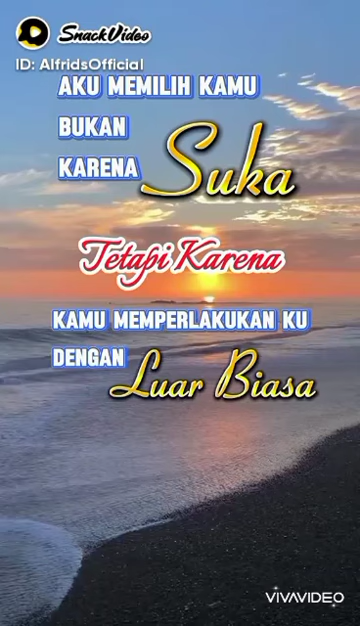 SnackVideo
ID: AlfridsOfficial
AKU MEMILIH KAMU
BUKAN
KARENA Suka
Tetapi Karena
KAMU MEMPERLAKUKAN KU
DENGAN Luar Biasa
VIVAVIDEO